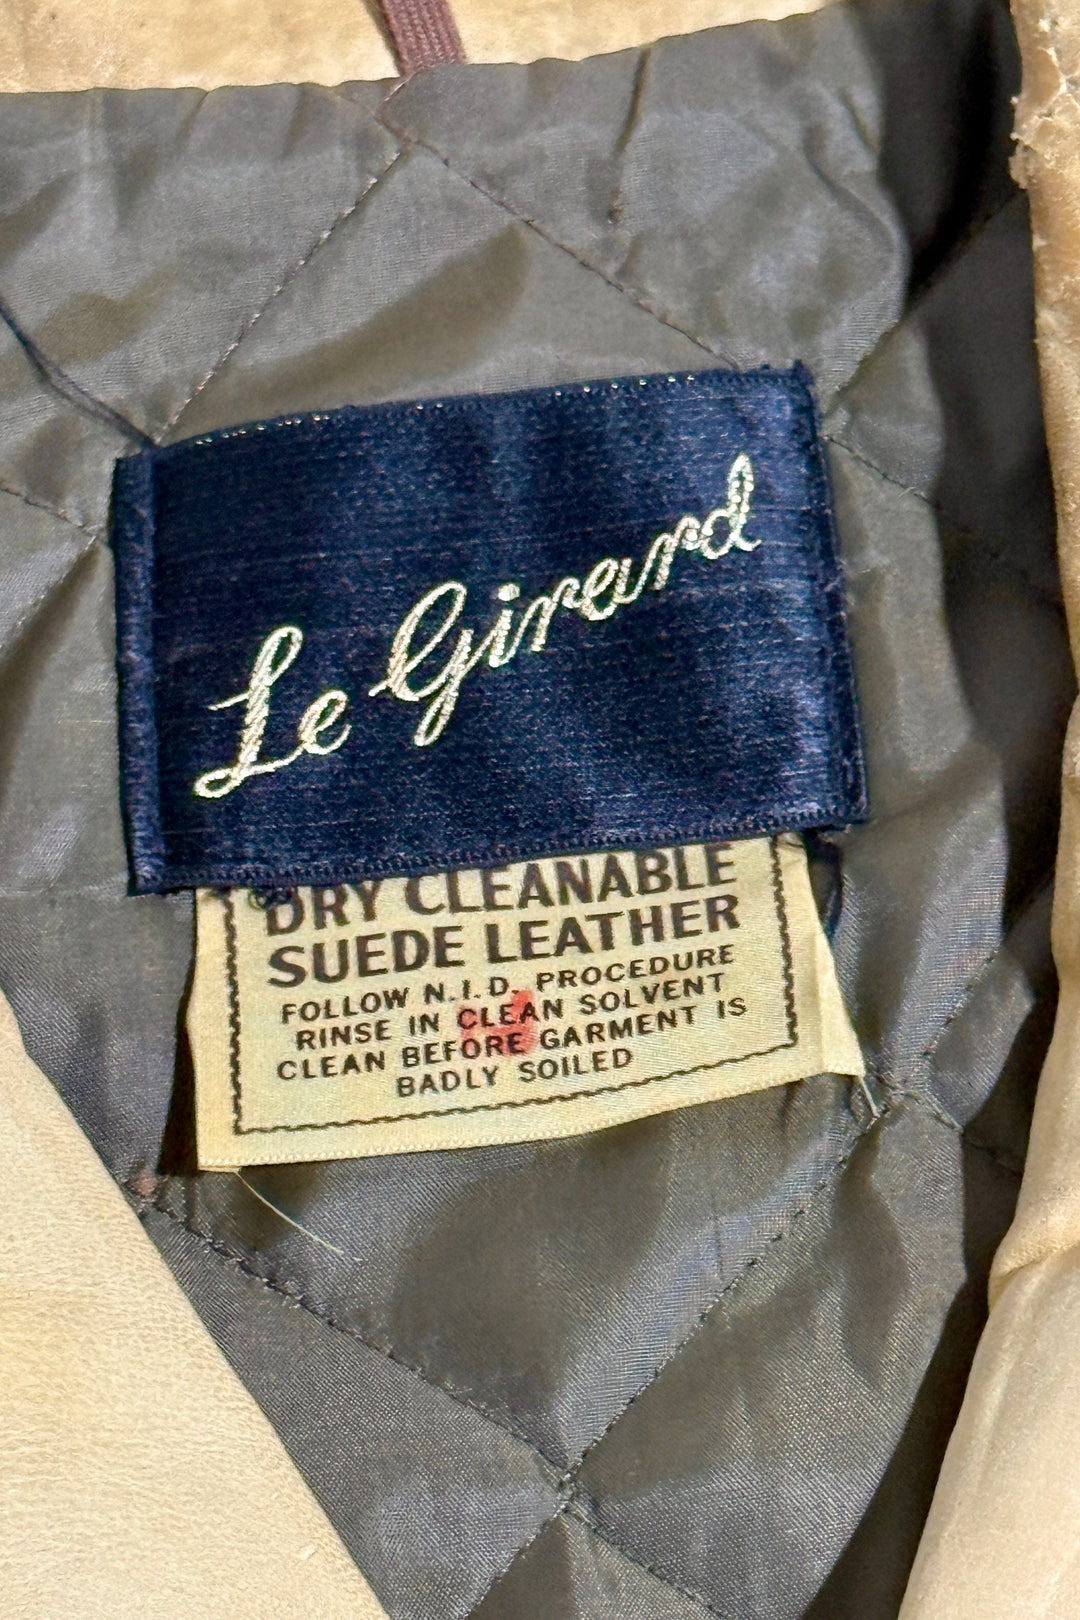 Le Girard
DRY CLEANABLE
SUEDE LEATHER
FOLLOW N.I.D. PROCEDURE
RINSE IN CLEAN SOLVENT
CLEAN BEFORE GARMENT IS
BADLY SOILED